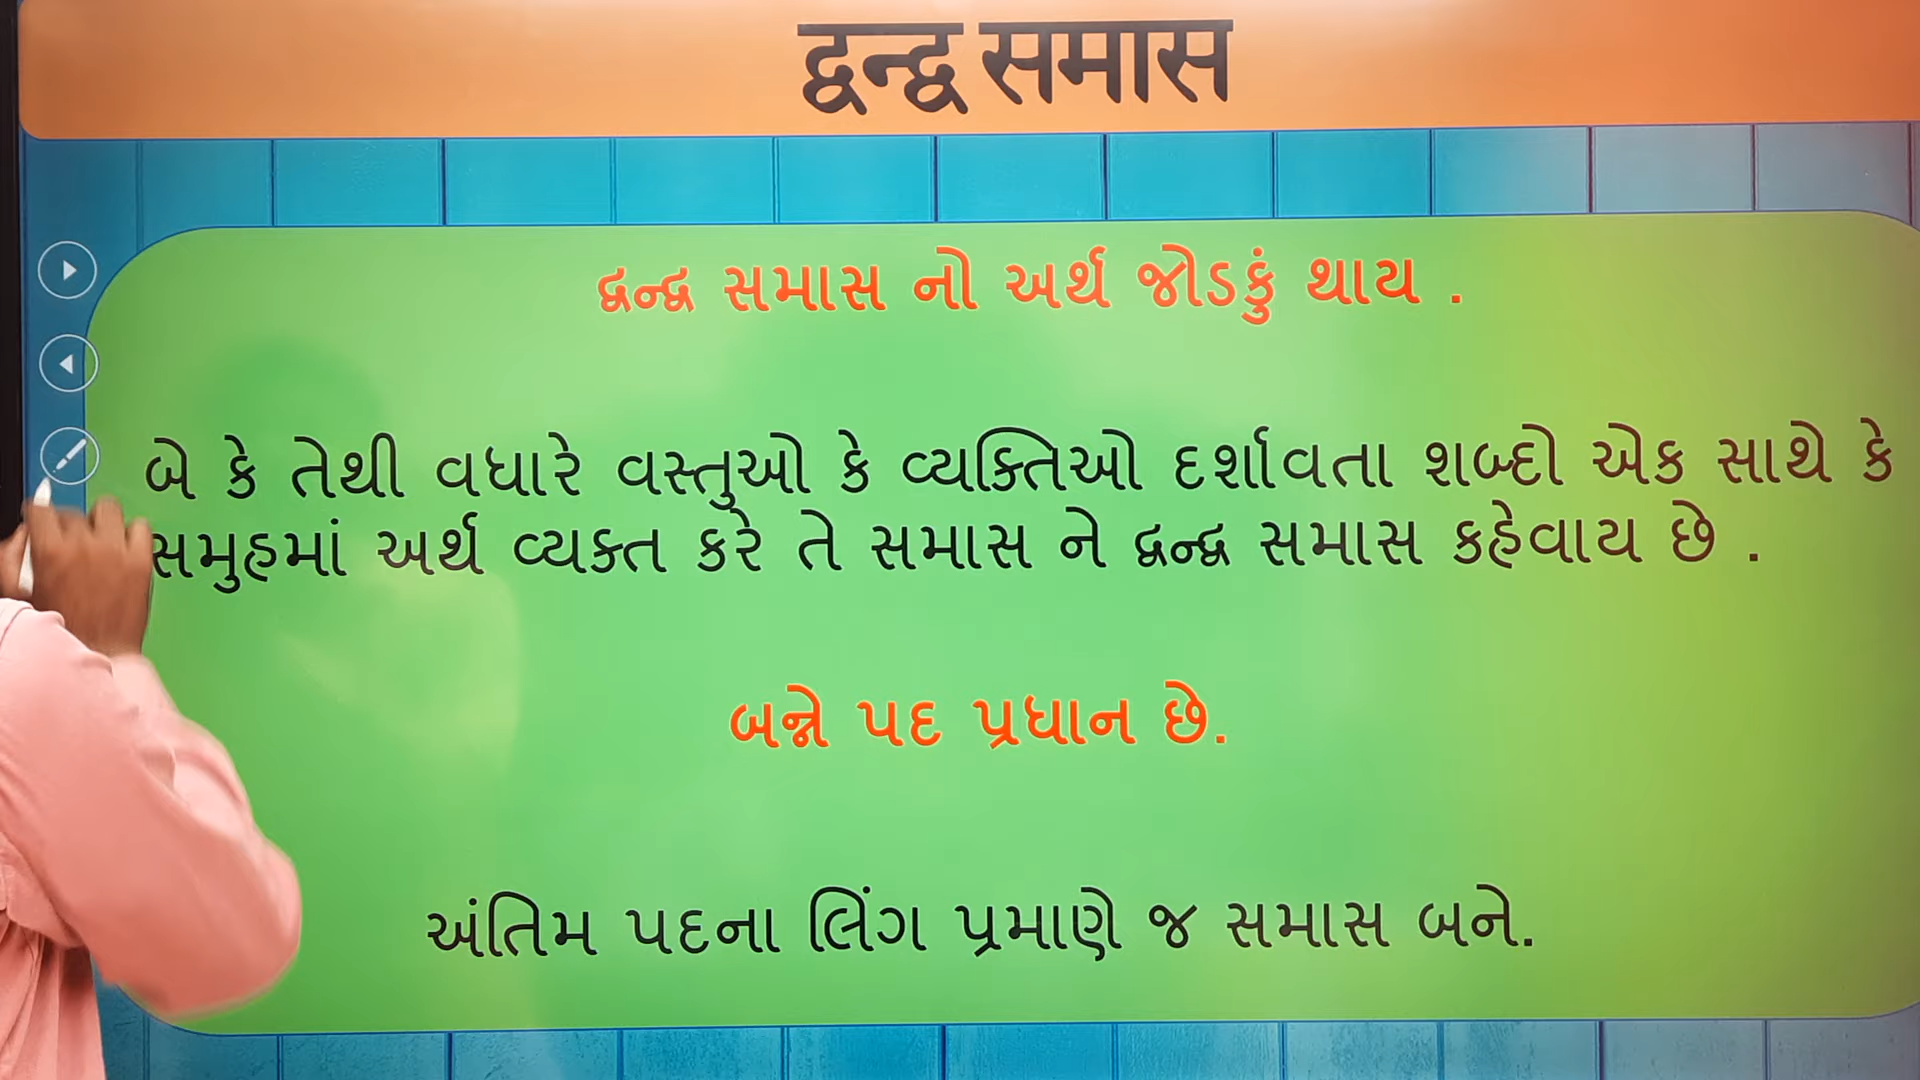 द्वन्द्व समास
દ્વન્દ્વ સમાસ નો અર્થ જોડકું થાય .
બે કે તેથી વધારે વસ્તુઓ કે વ્યક્તિઓ દર્શાવતા શબ્દો એક સાથે કે
સમુહમાં અર્થ વ્યક્ત કરે તે સમાસ ને દ્વન્દ્વ સમાસ કહેવાય છે .
બન્ને પદ પ્રધાન છે.
અંતિમ પદના લિંગ પ્રમાણે જ સમાસ બને.